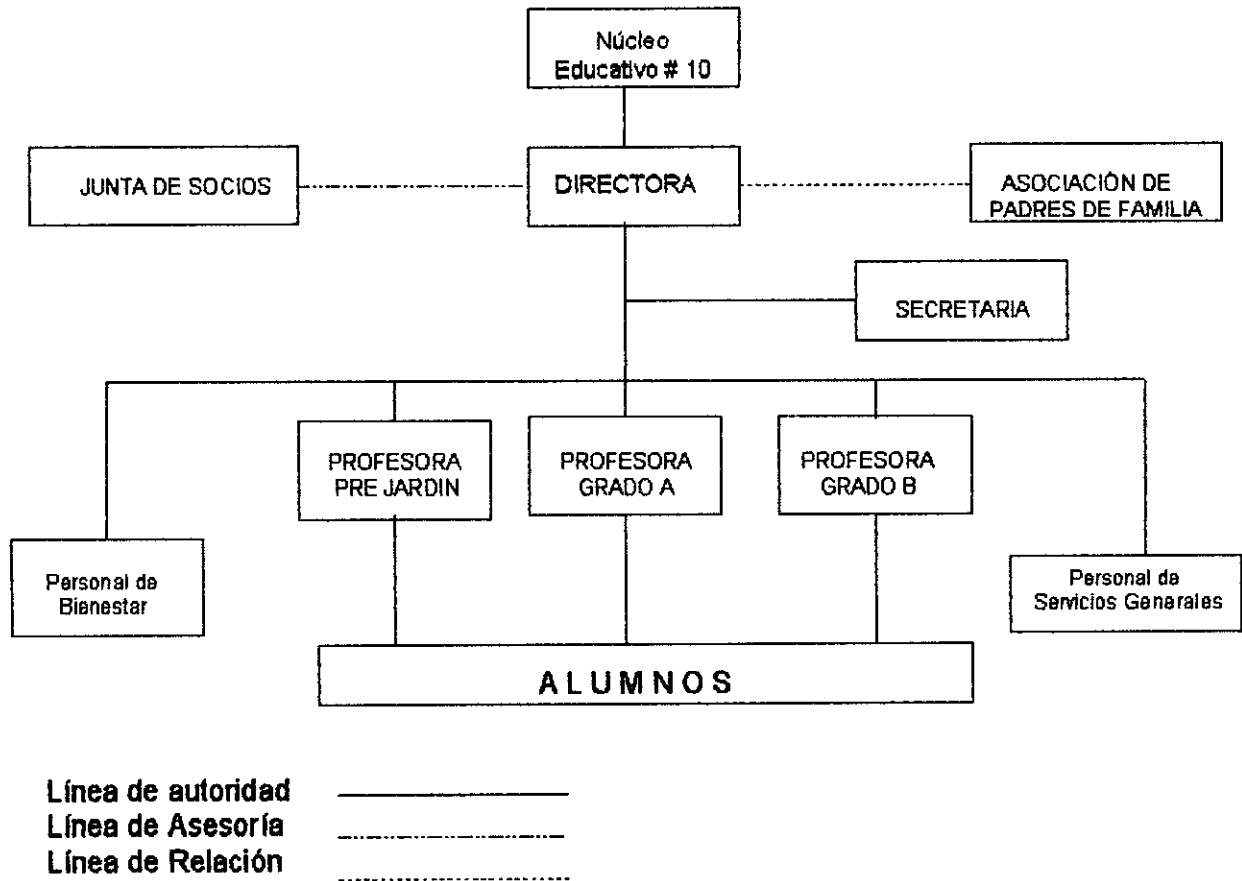 Núcleo
Educativo # 10
JUNTA DE SOCIOS
DIRECTORA
ASOCIACIÓN DE
PADRES DE FAMILIA
SECRETARIA
PROFESORA
PRE JARDIN
PROFESORA
GRADO A
PROFESORA
GRADO B
Personal de
Bienestar
Personal de
Servicios Generales
ALUMNOS
Línea de autoridad
Línea de Asesoría
Línea de Relación